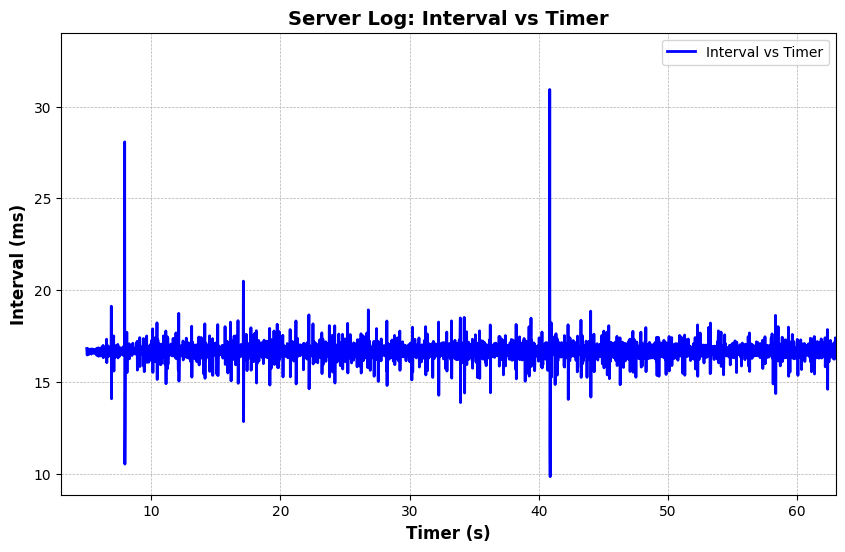 Server Log: Interval vs Timer
Interval vs Timer
Interval (ms)
30
25
20
15
10
10 20 30 40 50 60
Timer (s)